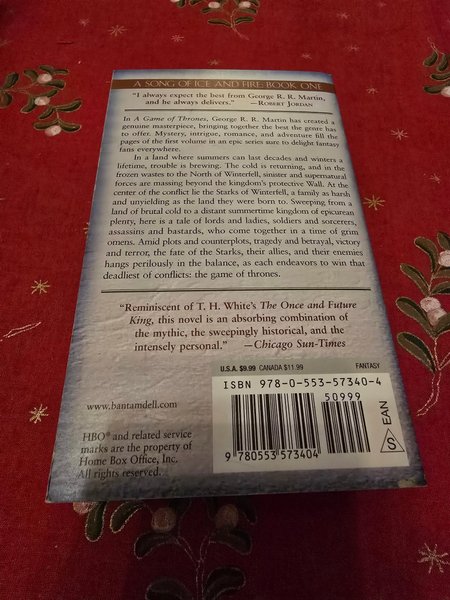 A SONG OF ICE AND FIRE: BOOK ONE
"I always expect the best from George R. R. Martin,
and he always delivers." —ROBERT JORDAN
In A Game of Thrones, George R. R. Martin has created a
genuine masterpiece, bringing together the best the genre has
to offer. Mystery, intrigue, romance, and adventure fill the
pages of the first volume in an epic series sure to delight fantasy
fans everywhere.
In a land where summers can last decades and winters a
lifetime, trouble is brewing. The cold is returning, and in the
frozen wastes to the North of Winterfell, sinister and supernatural
forces are massing beyond the kingdom's protective Wall. At the
center of the conflict lie the Starks of Winterfell, a family as harsh
and unyielding as the land they were born to. Sweeping from a
land of brutal cold to a distant summertime kingdom of epicurean
plenty, here is a tale of lords and ladies, soldiers and sorcerers,
assassins and bastards, who come together in a time of grim
omens. Amid plots and counterplots, tragedy and betrayal, victory
and terror, the fate of the Starks, their allies, and their enemies
hangs perilously in the balance, as each endeavors to win that
deadliest of conflicts: the game of thrones.
"Reminiscent of T. H. White's The Once and Future
King, this novel is an absorbing combination of
the mythic, the sweepingly historical, and the
intensely personal." —Chicago Sun-Times
U.S.A. $9.99 CANADA $11.99 FANTASY
ISBN 978-0-553-57340-4
50999
9 780553 573404
S EAN
www.bantamdell.com
HBO® and related service
marks are the property of
Home Box Office, Inc.
All rights reserved.